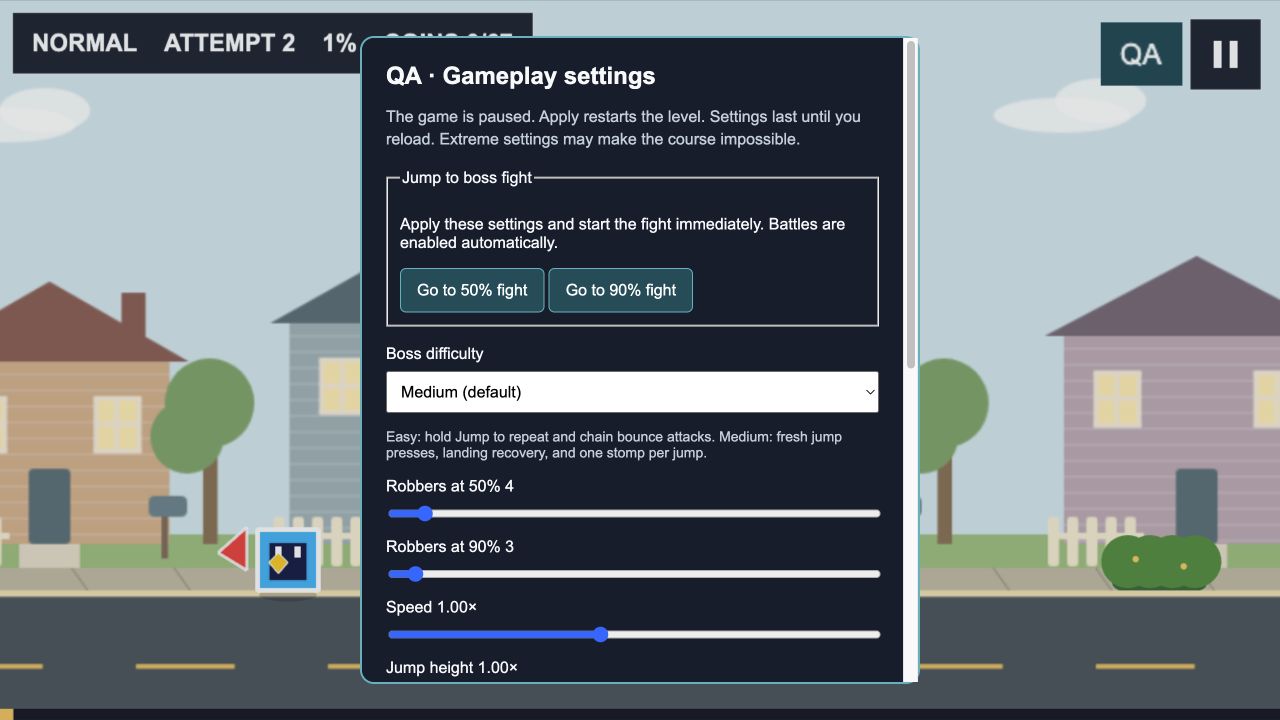 NORMAL ATTEMPT 2 1%
QA
QA · Gameplay settings
The game is paused. Apply restarts the level. Settings last until you
reload. Extreme settings may make the course impossible.
Jump to boss fight
Apply these settings and start the fight immediately. Battles are
enabled automatically.
Go to 50% fight Go to 90% fight
Boss difficulty
Medium (default)
Easy: hold Jump to repeat and chain bounce attacks. Medium: fresh jump
presses, landing recovery, and one stomp per jump.
Robbers at 50% 4
Robbers at 90% 3
Speed 1.00×
Jump height 1.00×